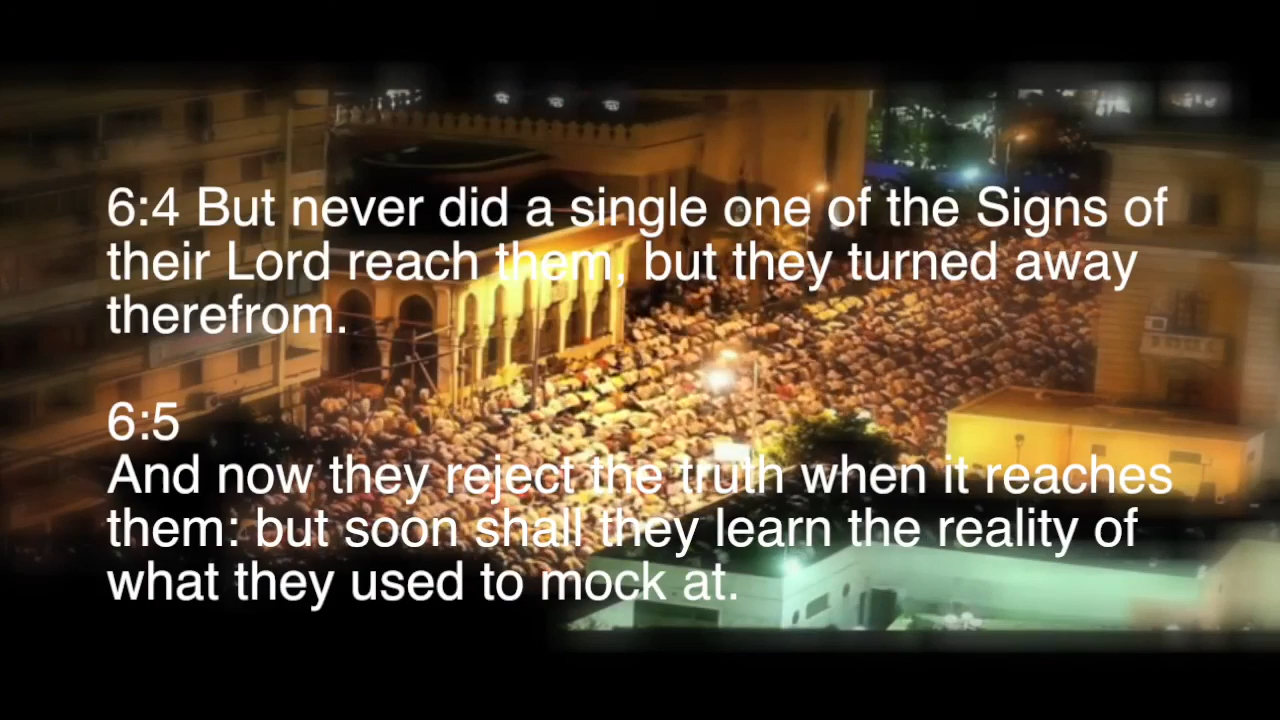 6:4 But never did a single one of the Signs of
their Lord reach them, but they turned away
therefrom.
6:5
And now they reject the truth when it reaches
them: but soon shall they learn the reality of
what they used to mock at.